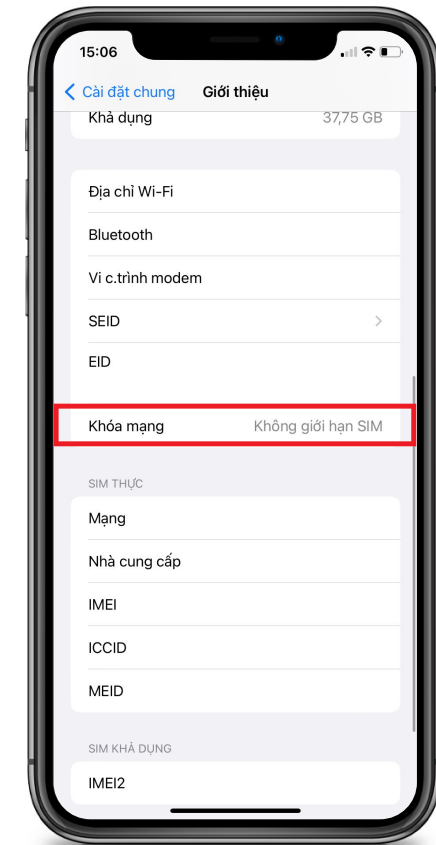 15:06
Cài đặt chung Giới thiệu
Khả dụng 37,75 GB
Địa chỉ Wi-Fi
Bluetooth
Vi c.trình modem
SEID
EID
Khóa mạng Không giới hạn SIM
SIM THỰC
Mạng
Nhà cung cấp
IMEI
ICCID
MEID
SIM KHẢ DỤNG
IMEI2